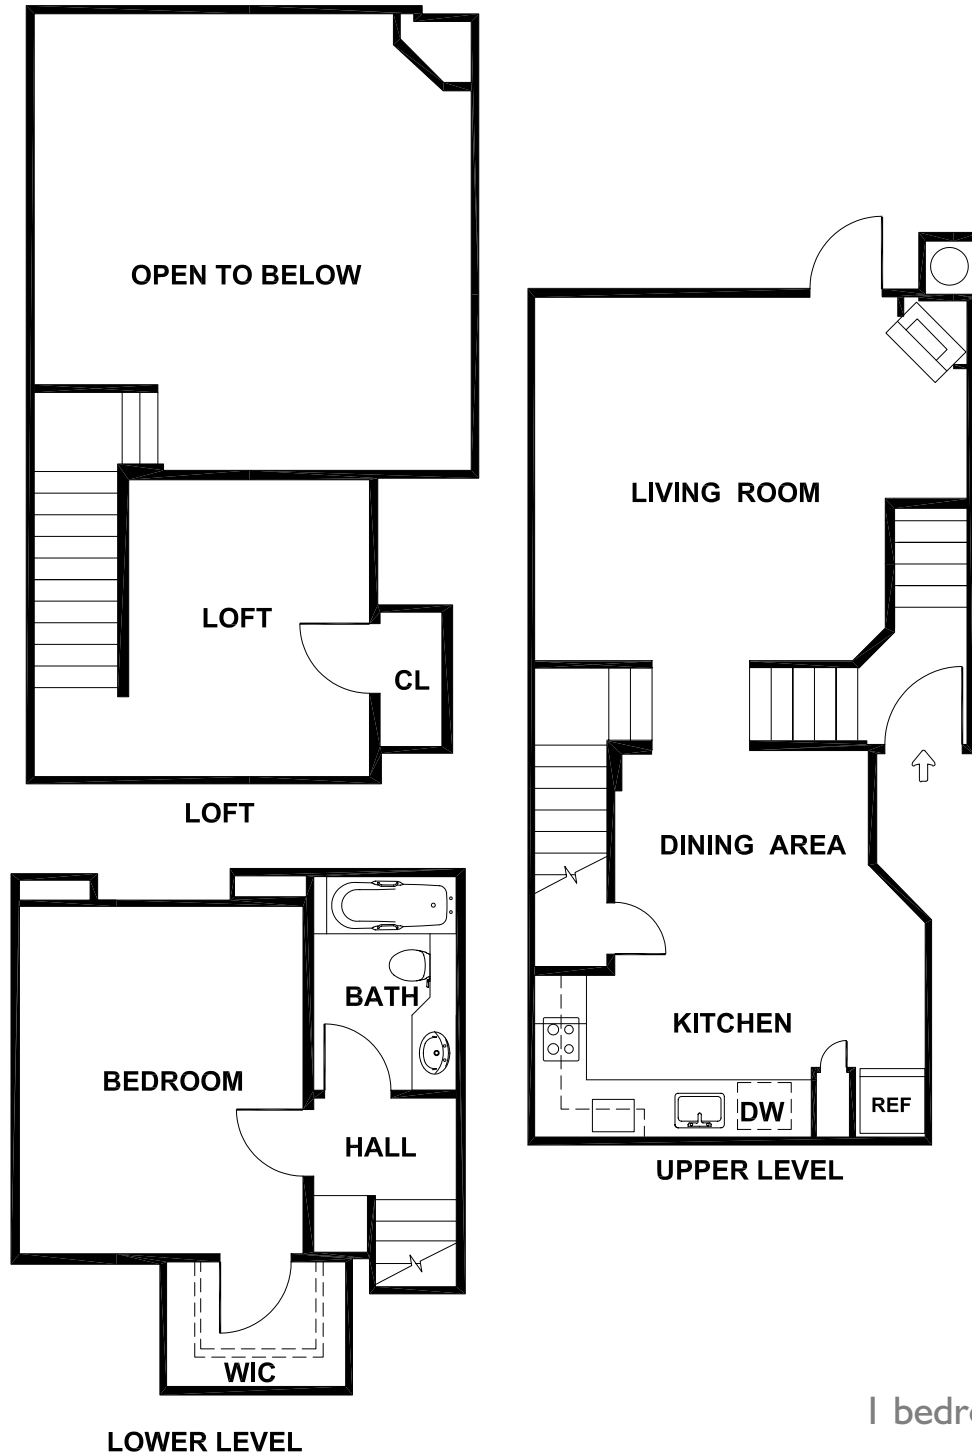 OPEN TO BELOW
LOFT
CL
LOFT
LIVING ROOM
DINING AREA
KITCHEN
DW
REF
UPPER LEVEL
BATH
BEDROOM
HALL
WIC
LOWER LEVEL
1